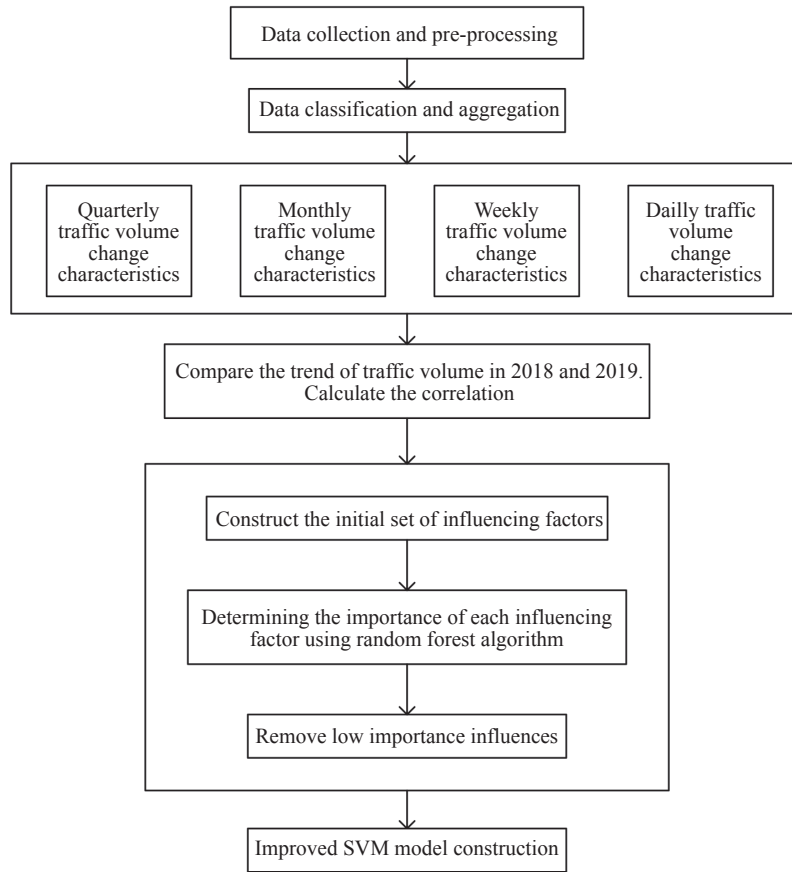 Data collection and pre-processing
Data classification and aggregation
Quarterly
traffic volume
change
characteristics
Monthly
traffic volume
change
characteristics
Weekly
traffic volume
change
characteristics
Dailly traffic
volume
change
characteristics
Compare the trend of traffic volume in 2018 and 2019.
Calculate the correlation
Construct the initial set of influencing factors
Determining the importance of each influencing
factor using random forest algorithm
Remove low importance influences
Improved SVM model construction